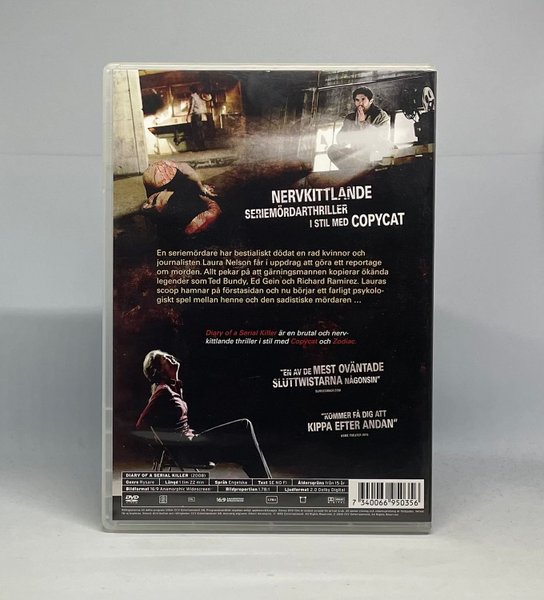 NERVKITTLANDE
SERIEMÖRDARTHRILLER
I STIL MED COPYCAT
En seriemördare har bestialiskt dödat en rad kvinnor och
journalisten Laura Nelson får i uppdrag att göra ett reportage
om morden. Allt pekar på att gärningsmannen kopierar ökända
legender som Ted Bundy, Ed Gein och Richard Ramirez. Lauras
scoop hamnar på förstasidan och nu börjar ett farligt psykolo-
giskt spel mellan henne och den sadistiske mördaren ...
Diary of a Serial Killer är en brutal och nerv-
kittlande thriller i stil med Copycat och Zodiac.
"EN AV DE MEST OVÄNTADE
SLUTTWISTARNA NÅGONSIN"
"KOMMER FÅ DIG ATT
KIPPA EFTER ANDAN"
DIARY OF A SERIAL KILLER (2008)
Genre Rysare Längd 1 tim 22 min Språk Engelska Text SE NO FI Åldersgräns från 15 år
Bildformat 16:9 Anamorphic Widescreen Bildproportion 1.78:1 Ljudformat 2.0 Dolby Digital
DVD 16:9 1.78:1
7 340066 950356